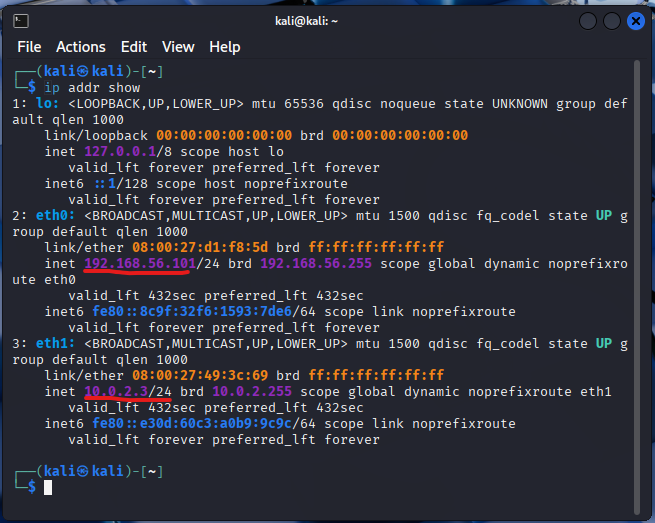 kali@kali: ~
File Actions Edit View Help
┌──(kali㉿kali)-[~]
└─$ ip addr show
1: lo: <LOOPBACK,UP,LOWER_UP> mtu 65536 qdisc noqueue state UNKNOWN group def
ault qlen 1000
    link/loopback 00:00:00:00:00:00 brd 00:00:00:00:00:00
    inet 127.0.0.1/8 scope host lo
       valid_lft forever preferred_lft forever
    inet6 ::1/128 scope host noprefixroute
       valid_lft forever preferred_lft forever
2: eth0: <BROADCAST,MULTICAST,UP,LOWER_UP> mtu 1500 qdisc fq_codel state UP g
roup default qlen 1000
    link/ether 08:00:27:d1:f8:5d brd ff:ff:ff:ff:ff:ff
    inet 192.168.56.101/24 brd 192.168.56.255 scope global dynamic noprefixro
ute eth0
       valid_lft 432sec preferred_lft 432sec
    inet6 fe80::8c9f:32f6:1593:7de6/64 scope link noprefixroute
       valid_lft forever preferred_lft forever
3: eth1: <BROADCAST,MULTICAST,UP,LOWER_UP> mtu 1500 qdisc fq_codel state UP g
roup default qlen 1000
    link/ether 08:00:27:49:3c:69 brd ff:ff:ff:ff:ff:ff
    inet 10.0.2.3/24 brd 10.0.2.255 scope global dynamic noprefixroute eth1
       valid_lft 432sec preferred_lft 432sec
    inet6 fe80::e30d:60c3:a0b9:9c9c/64 scope link noprefixroute
       valid_lft forever preferred_lft forever
┌──(kali㉿kali)-[~]
└─$